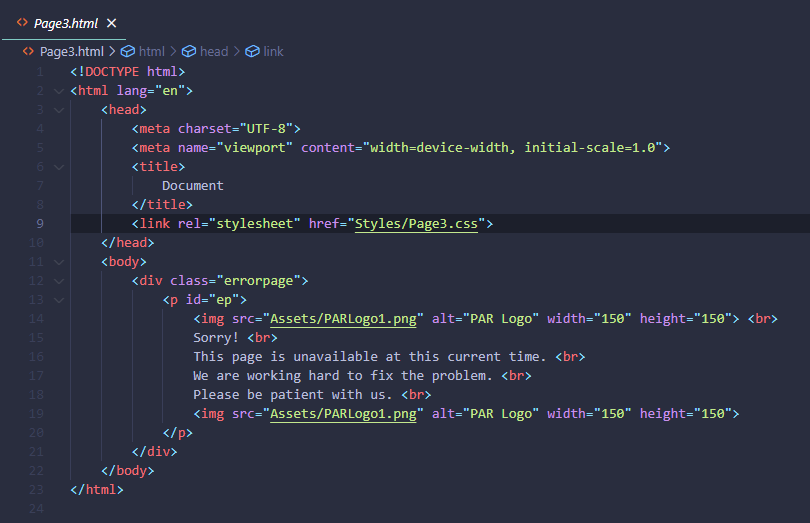 Page3.html
Page3.html > html > head > link
1 <!DOCTYPE html>
2 <html lang="en">
3 <head>
4 <meta charset="UTF-8">
5 <meta name="viewport" content="width=device-width, initial-scale=1.0">
6 <title>
7 Document
8 </title>
9 <link rel="stylesheet" href="Styles/Page3.css">
10 </head>
11 <body>
12 <div class="errorpage">
13 <p id="ep">
14 <img src="Assets/PARLogo1.png" alt="PAR Logo" width="150" height="150"> <br>
15 Sorry! <br>
16 This page is unavailable at this current time. <br>
17 We are working hard to fix the problem. <br>
18 Please be patient with us. <br>
19 <img src="Assets/PARLogo1.png" alt="PAR Logo" width="150" height="150">
20 </p>
21 </div>
22 </body>
23 </html>
24